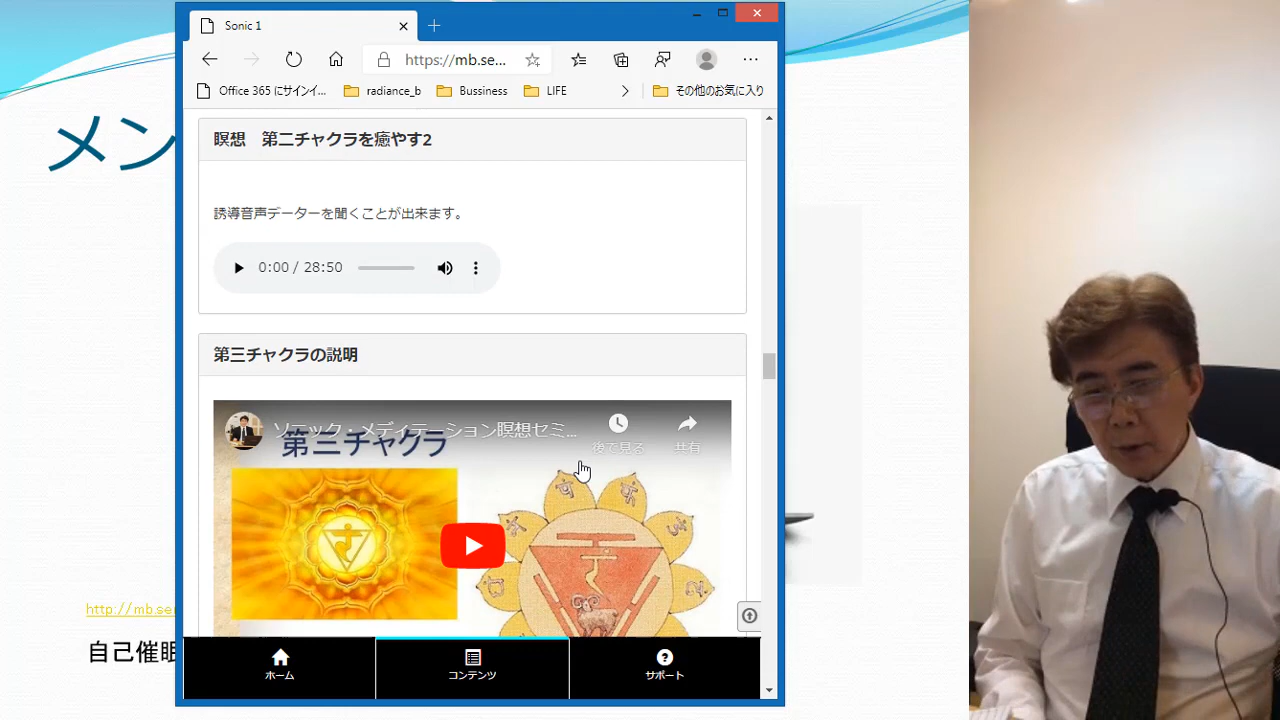 Sonic 1
https://mb.se...
Office 365 にサインイ...
radiance_b
Bussiness
LIFE
その他のお気に入り
メン
瞑想　第二チャクラを癒やす2
誘導音声データーを聞くことが出来ます。
0:00 / 28:50
第三チャクラの説明
ソニック・メディテーション瞑想セミ...
後で見る
共有
第三チャクラ
http://mb.se
自己催眠
ホーム
コンテンツ
サポート